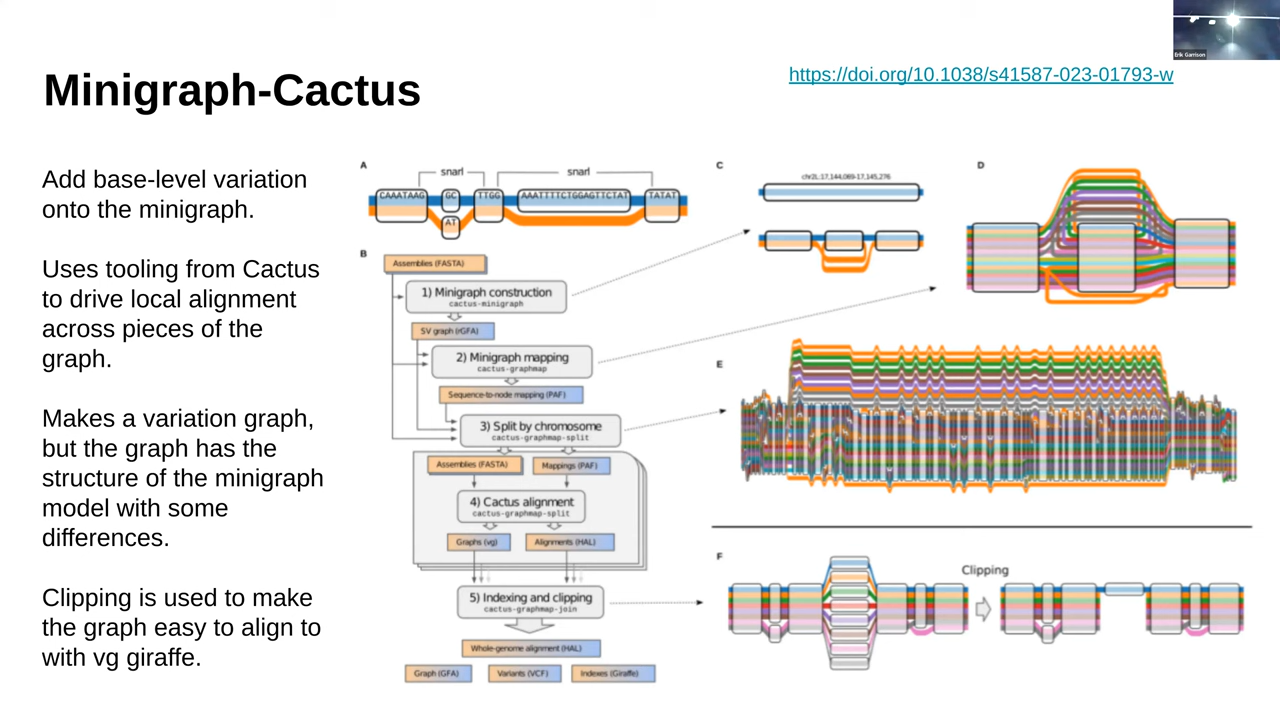 Erik Garrison
Minigraph-Cactus
https://doi.org/10.1038/s41587-023-01793-w
Add base-level variation
onto the minigraph.
Uses tooling from Cactus
to drive local alignment
across pieces of the
graph.
Makes a variation graph,
but the graph has the
structure of the minigraph
model with some
differences.
Clipping is used to make
the graph easy to align to
with vg giraffe.
A
snarl
snarl
CAAATAAG
GC
TTGG
AAATTTTCTGGAGTTCTAT
TATAT
AT
B
Assemblies (FASTA)
1) Minigraph construction
cactus-minigraph
SV graph (rGFA)
2) Minigraph mapping
cactus-graphmap
Sequence-to-node mapping (PAF)
3) Split by chromosome
cactus-graphmap-split
Assemblies (FASTA)
Mappings (PAF)
4) Cactus alignment
cactus-graphmap-split
Graphs (vg)
Alignments (HAL)
5) Indexing and clipping
cactus-graphmap-join
Whole-genome alignment (HAL)
Graph (GFA)
Variants (VCF)
Indexes (Giraffe)
C
chr2L:17,144,069-17,145,276
D
E
F
Clipping